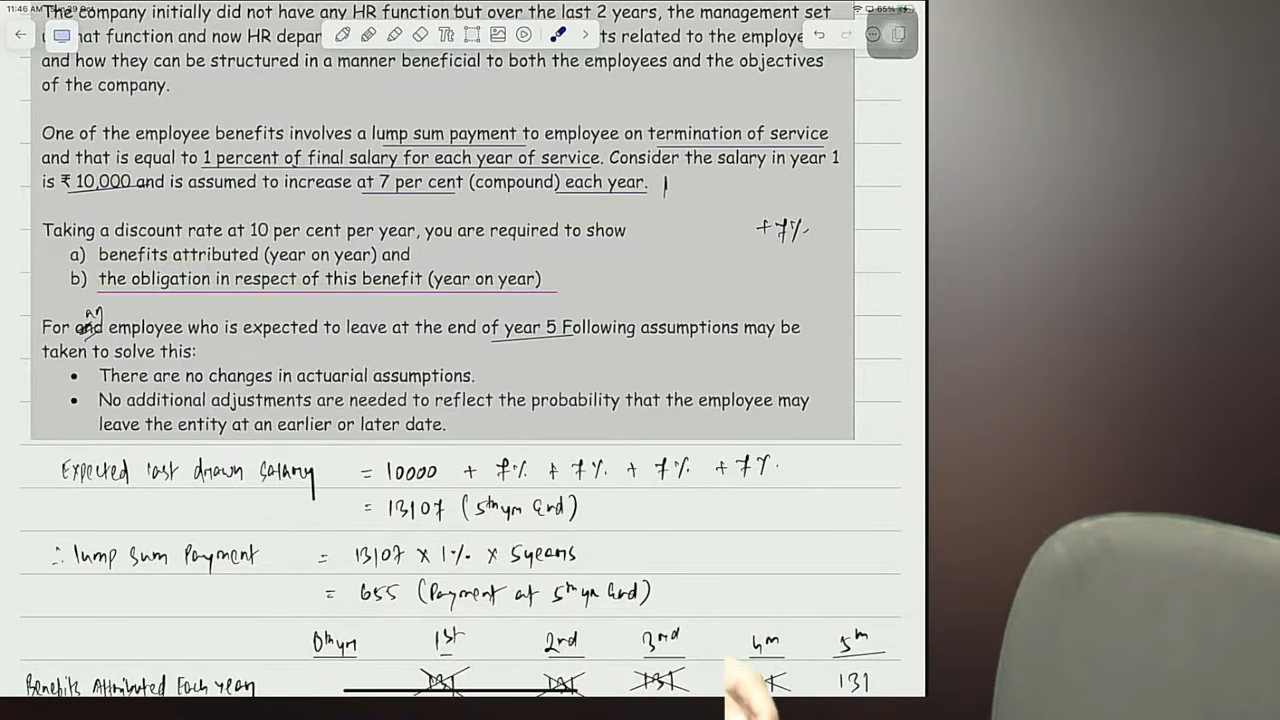 11:46 AM
65%
The company initially did not have any HR function but over the last 2 years, the management set
hat function and now HR depar ts related to the employe
and how they can be structured in a manner beneficial to both the employees and the objectives
of the company.
One of the employee benefits involves a lump sum payment to employee on termination of service
and that is equal to 1 percent of final salary for each year of service. Consider the salary in year 1
is ₹ 10,000 and is assumed to increase at 7 per cent (compound) each year.
Taking a discount rate at 10 per cent per year, you are required to show
+7%
a) benefits attributed (year on year) and
b) the obligation in respect of this benefit (year on year)
an
For and employee who is expected to leave at the end of year 5 Following assumptions may be
taken to solve this:
• There are no changes in actuarial assumptions.
• No additional adjustments are needed to reflect the probability that the employee may
leave the entity at an earlier or later date.
Expected last drawn salary = 10000 + 7% + 7% + 7% + 7%
= 13107 (5th yr End)
∴ lump sum Payment = 13107 × 1% × 5years
= 655 (Payment at 5th yr End)
0th yr 1st 2nd 3rd 4th 5th
Benefits Attributed Each year 131 131 131 131